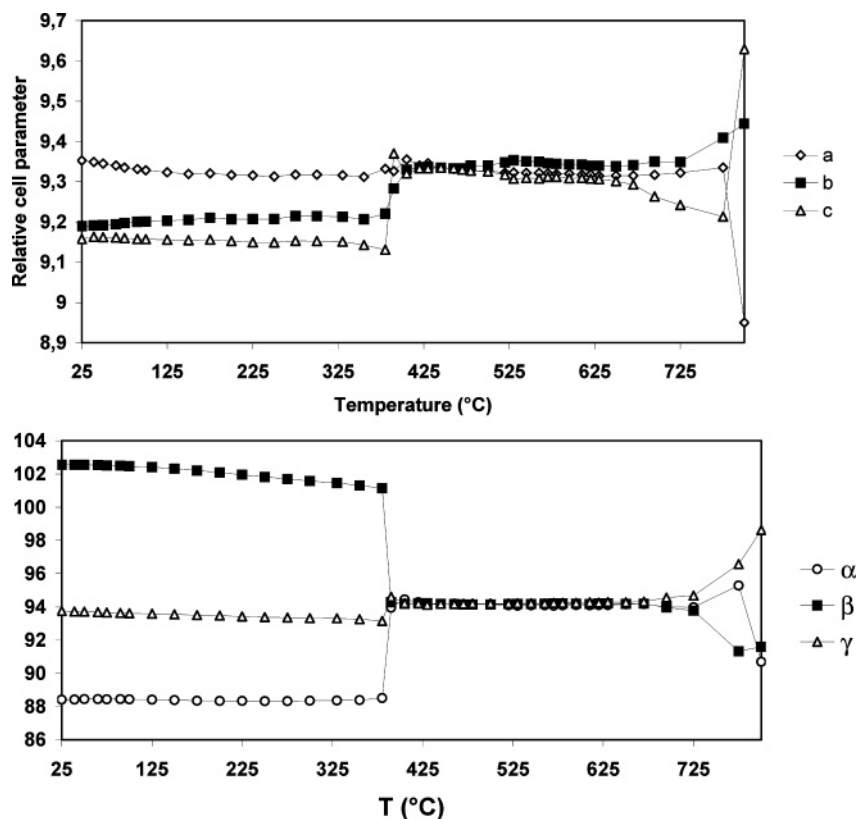 9,7
9,6
9,5
9,4
9,3
9,2
9,1
9
8,9
Relative cell parameter
25 125 225 325 425 525 625 725
Temperature (°C)
a
b
c
104
102
100
98
96
94
92
90
88
86
25 125 225 325 425 525 625 725
T (°C)
α
β
γ